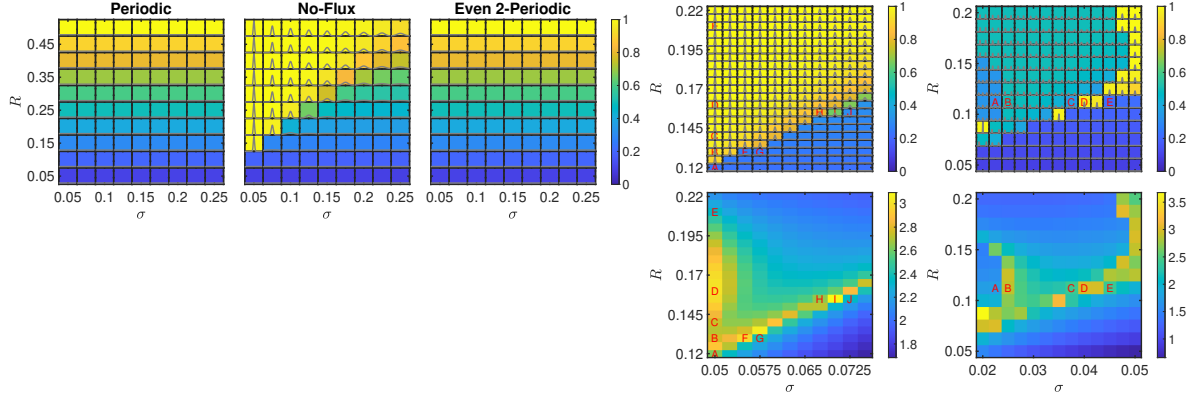 Periodic
No-Flux
Even 2-Periodic
R
0.45
0.35
0.25
0.15
0.05
0.05 0.1 0.15 0.2 0.25
σ
0.05 0.1 0.15 0.2 0.25
σ
0.05 0.1 0.15 0.2 0.25
σ
1
0.8
0.6
0.4
0.2
0
R
0.22
0.195
0.17
0.145
0.12
E
D
C
B
A
F G
H I J
1
0.8
0.6
0.4
0.2
0
R
0.2
0.15
0.1
0.05
A B C D E
1
0.8
0.6
0.4
0.2
0
R
0.22
0.195
0.17
0.145
0.12
E
D
C
B
A
F G
H I J
0.05 0.0575 0.065 0.0725
σ
3
2.8
2.6
2.4
2.2
2
1.8
R
0.2
0.15
0.1
0.05
A B C D E
0.02 0.03 0.04 0.05
σ
3.5
3
2.5
2
1.5
1